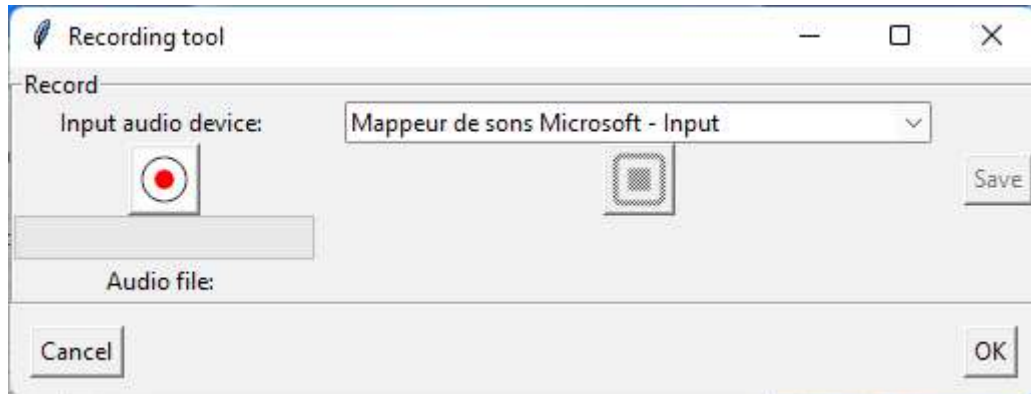 Recording tool
Record
Input audio device: Mappeur de sons Microsoft - Input
Save
Audio file:
Cancel OK